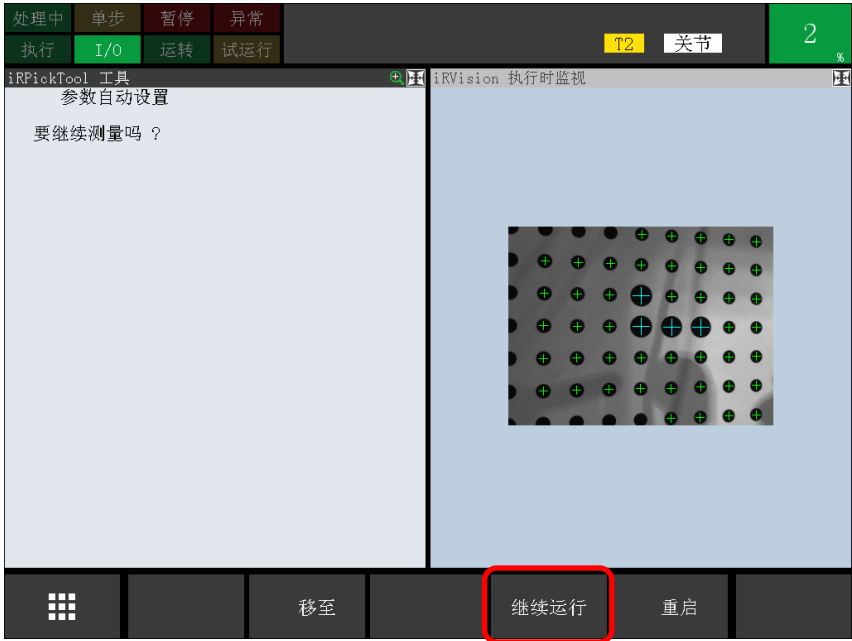 处理中 单步 暂停 异常
执行 I/O 运转 试运行
T2 关节
2
%
iRPickTool 工具
参数自动设置
要继续测量吗 ?
iRVision 执行时监视
移至 继续运行 重启